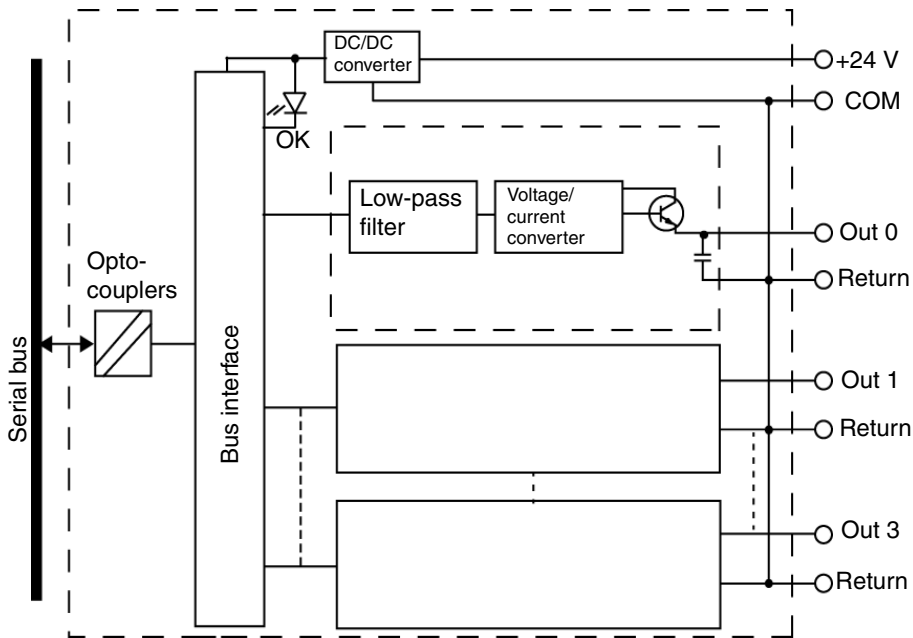 DC/DC
converter
+24 V
COM
OK
Low-pass
filter
Voltage/
current
converter
Out 0
Return
Opto-
couplers
Serial bus
Bus interface
Out 1
Return
Out 3
Return